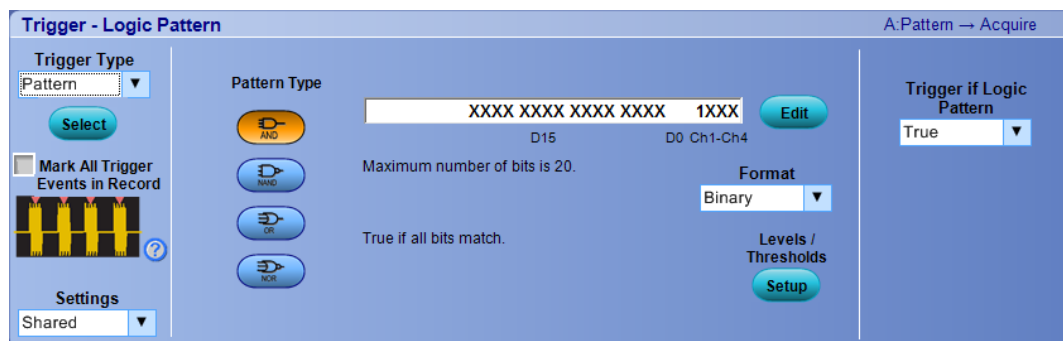 Trigger - Logic Pattern
A:Pattern → Acquire
Trigger Type
Pattern
Select
Mark All Trigger
Events in Record
?
Settings
Shared
Pattern Type
AND
NAND
OR
NOR
XXXX XXXX XXXX XXXX 1XXX
Edit
D15 D0 Ch1-Ch4
Maximum number of bits is 20.
Format
Binary
True if all bits match.
Levels /
Thresholds
Setup
Trigger if Logic
Pattern
True